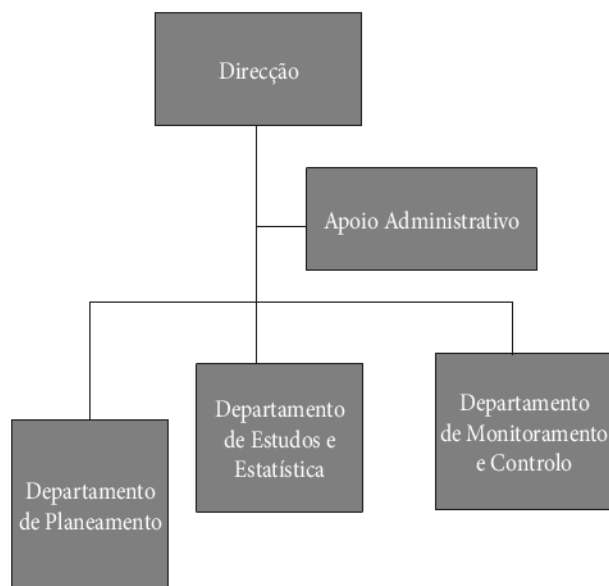 Direcção
Apoio Administrativo
Departamento
de Estudos e
Estatística
Departamento
de Monitoramento
e Controlo
Departamento
de Planeamento